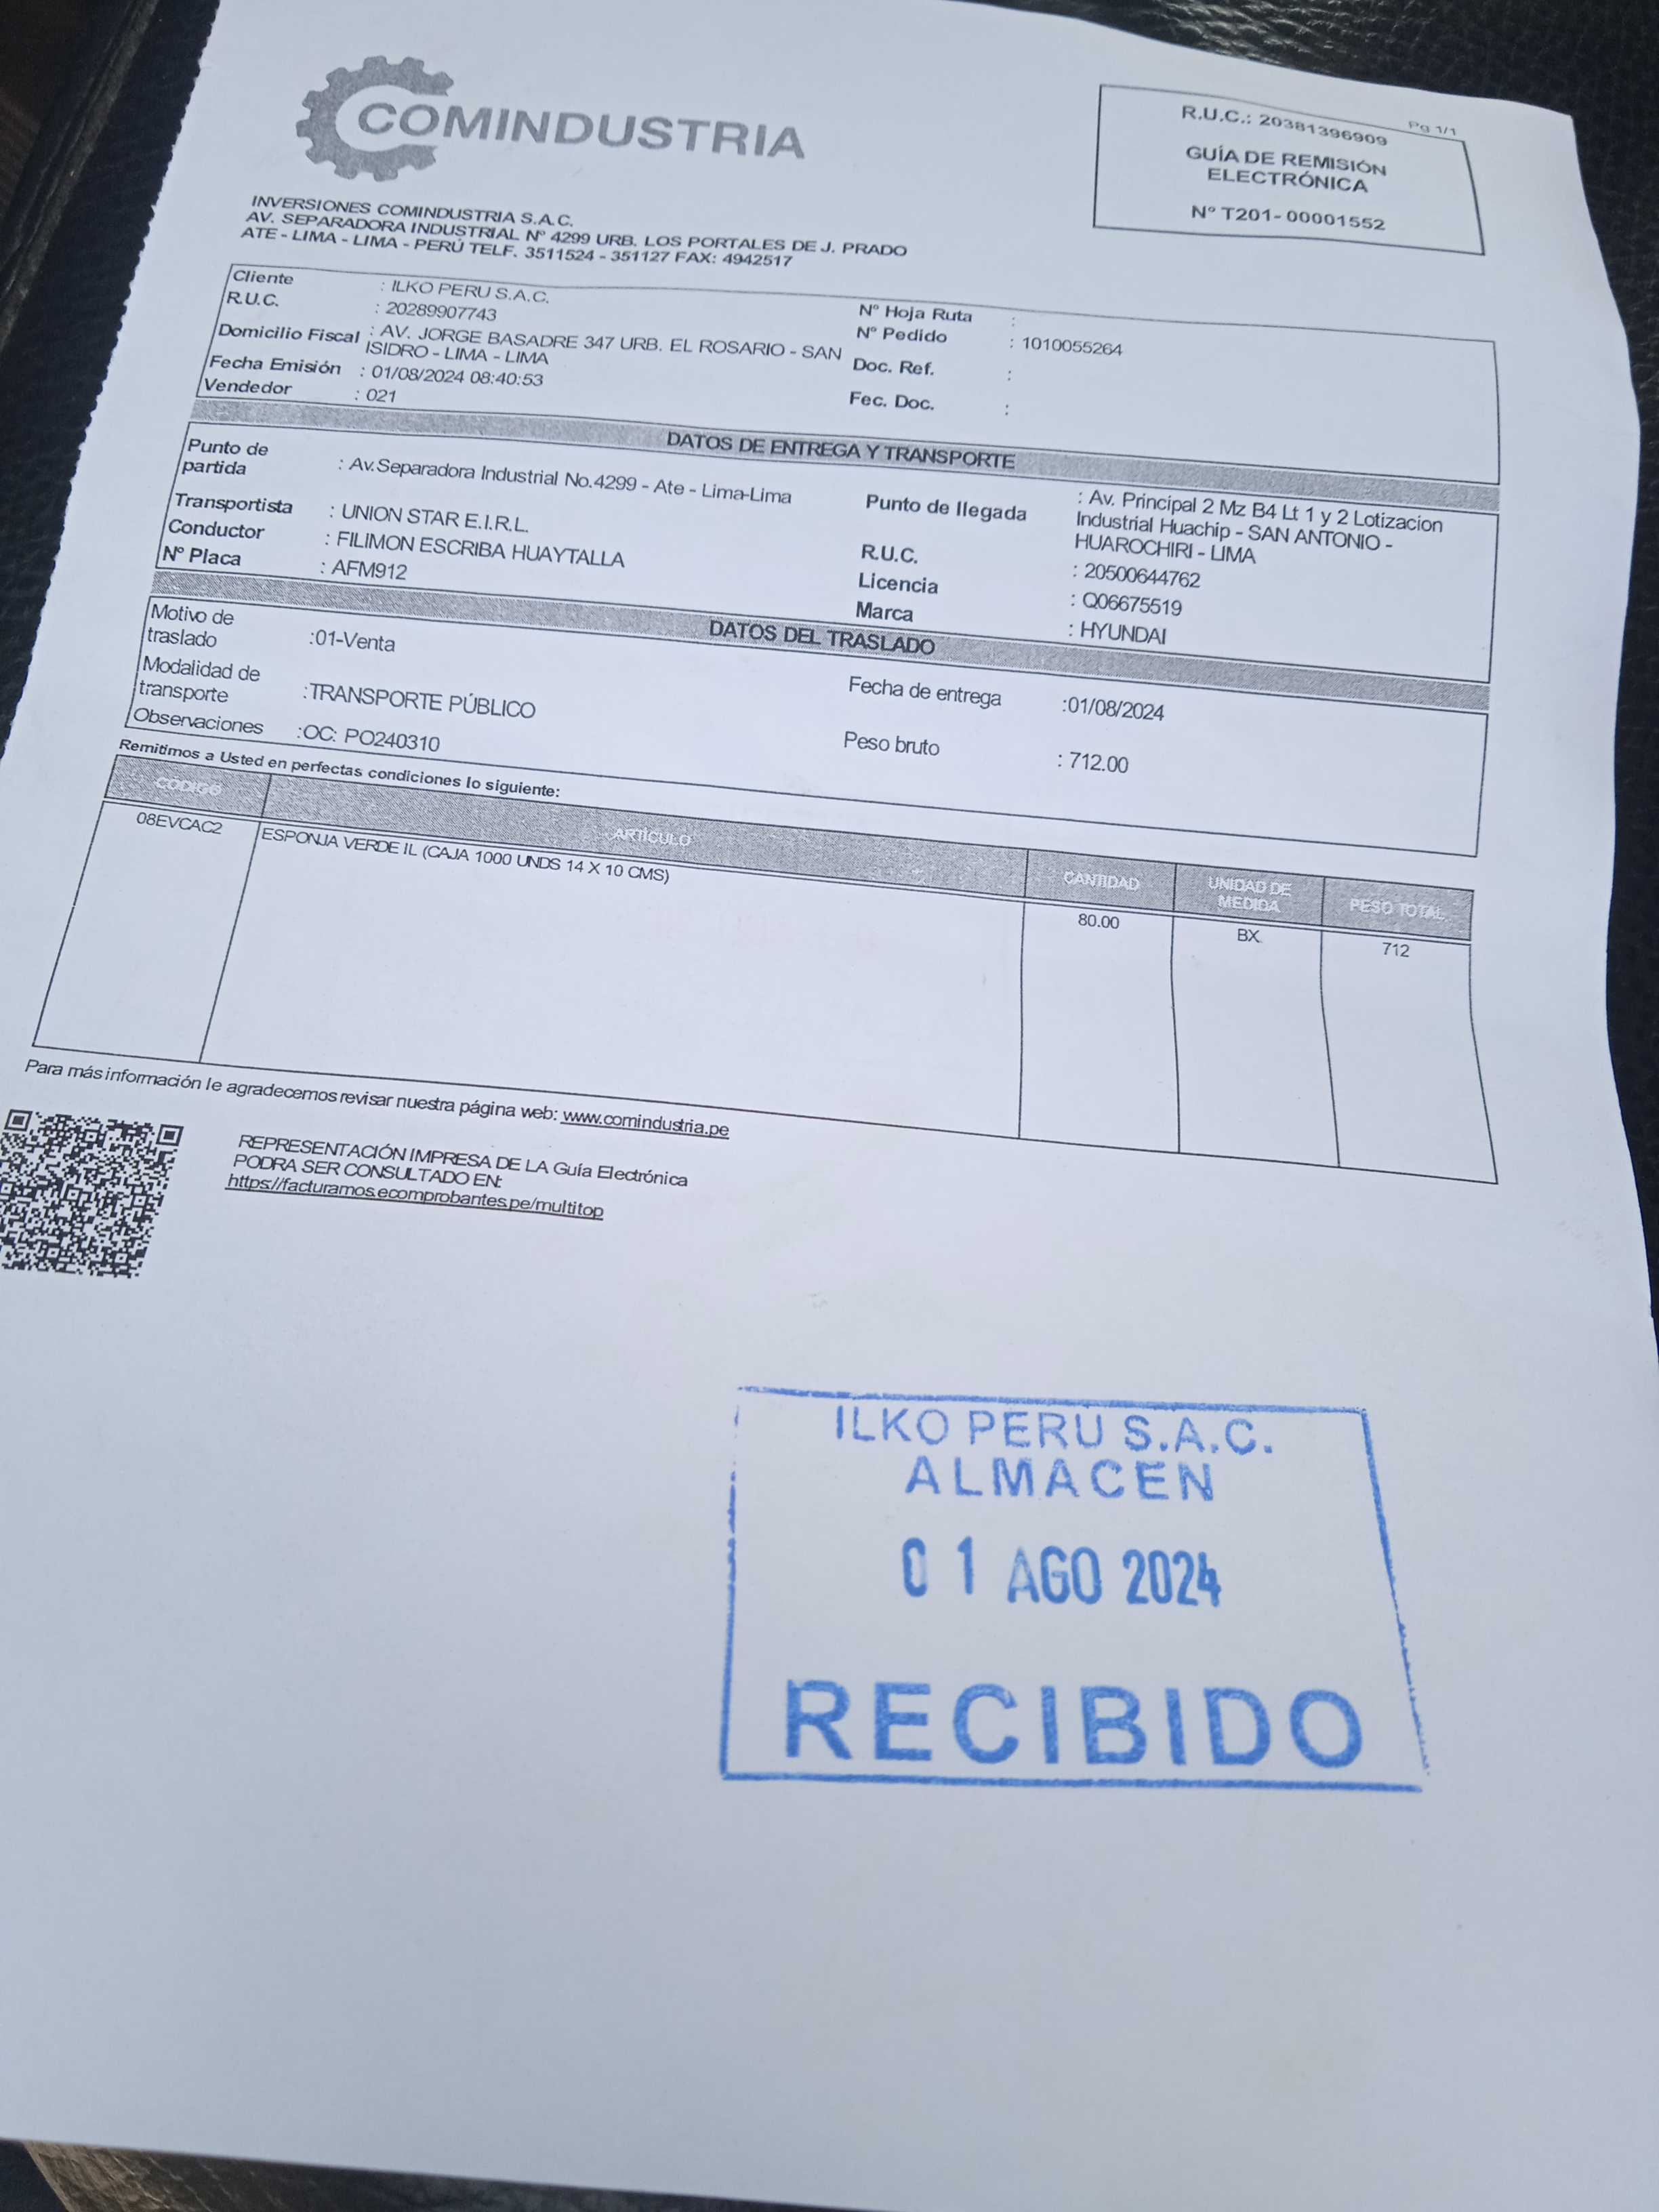 COMINDUSTRIA
Pg 1/1
R.U.C.: 20381396909
GUÍA DE REMISIÓN
ELECTRÓNICA
Nº T201- 00001552
INVERSIONES COMINDUSTRIA S.A.C.
AV. SEPARADORA INDUSTRIAL Nº 4299 URB. LOS PORTALES DE J. PRADO
ATE - LIMA - LIMA - PERÚ TELF. 3511524 - 351127 FAX: 4942517
Cliente : ILKO PERU S.A.C.
R.U.C. : 20289907743
Domicilio Fiscal : AV. JORGE BASADRE 347 URB. EL ROSARIO - SAN
ISIDRO - LIMA - LIMA
Fecha Emisión : 01/08/2024 08:40:53
Vendedor : 021
Nº Hoja Ruta :
Nº Pedido : 1010055264
Doc. Ref. :
Fec. Doc. :
DATOS DE ENTREGA Y TRANSPORTE
Punto de
partida : Av.Separadora Industrial No.4299 - Ate - Lima-Lima
Transportista : UNION STAR E.I.R.L.
Conductor : FILIMON ESCRIBA HUAYTALLA
Nº Placa : AFM912
Punto de llegada : Av. Principal 2 Mz B4 Lt 1 y 2 Lotizacion
Industrial Huachip - SAN ANTONIO -
HUAROCHIRI - LIMA
R.U.C. : 20500644762
Licencia : Q06675519
Marca : HYUNDAI
DATOS DEL TRASLADO
Motivo de
traslado :01-Venta
Modalidad de
transporte :TRANSPORTE PÚBLICO
Observaciones :OC: PO240310
Fecha de entrega :01/08/2024
Peso bruto : 712.00
Remitimos a Usted en perfectas condiciones lo siguiente:
CÓDIGO ARTÍCULO CANTIDAD UNIDAD DE MEDIDA PESO TOTAL
08EVCAC2 ESPONJA VERDE IL (CAJA 1000 UNDS 14 X 10 CMS) 80.00 BX 712
Para más información le agradecemos revisar nuestra página web: www.comindustria.pe
REPRESENTACIÓN IMPRESA DE LA Guía Electrónica
PODRA SER CONSULTADO EN:
https://facturamos.ecomprobantes.pe/multitop
ILKO PERU S.A.C.
ALMACEN
01 AGO 2024
RECIBIDO